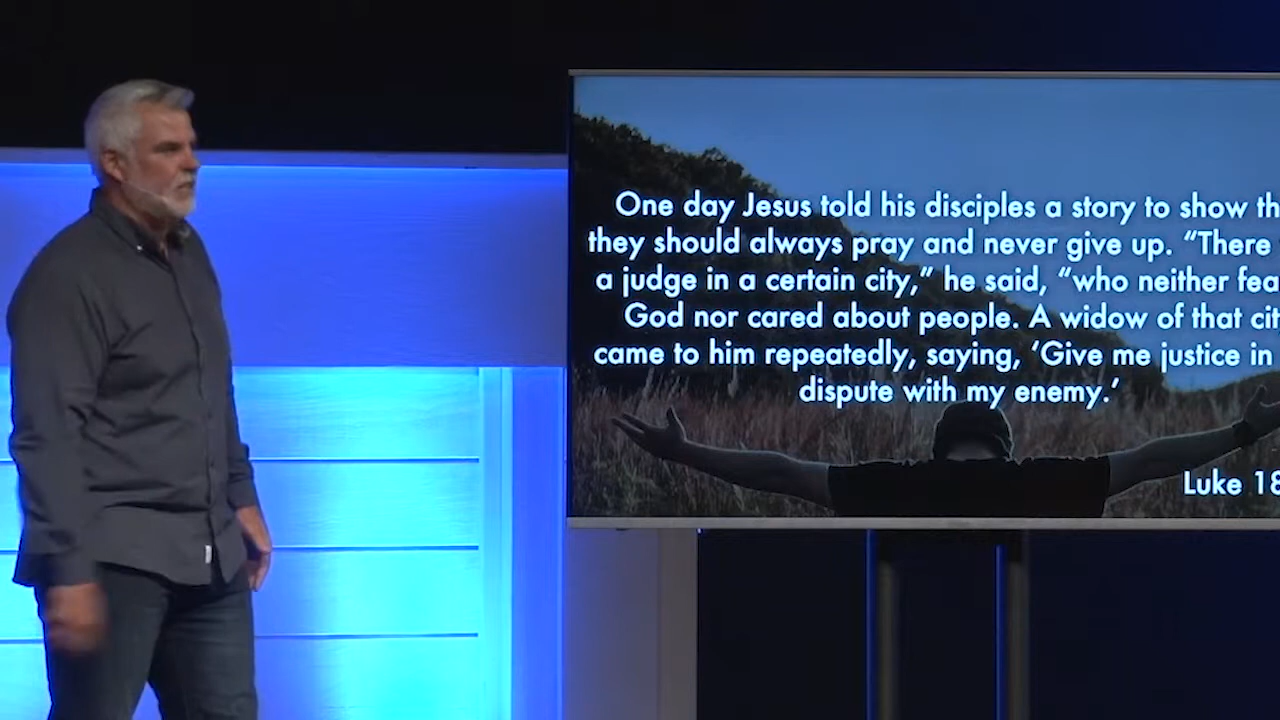 One day Jesus told his disciples a story to show th
they should always pray and never give up. “There
a judge in a certain city,” he said, “who neither fea
God nor cared about people. A widow of that cit
came to him repeatedly, saying, ‘Give me justice in
dispute with my enemy.’
Luke 18